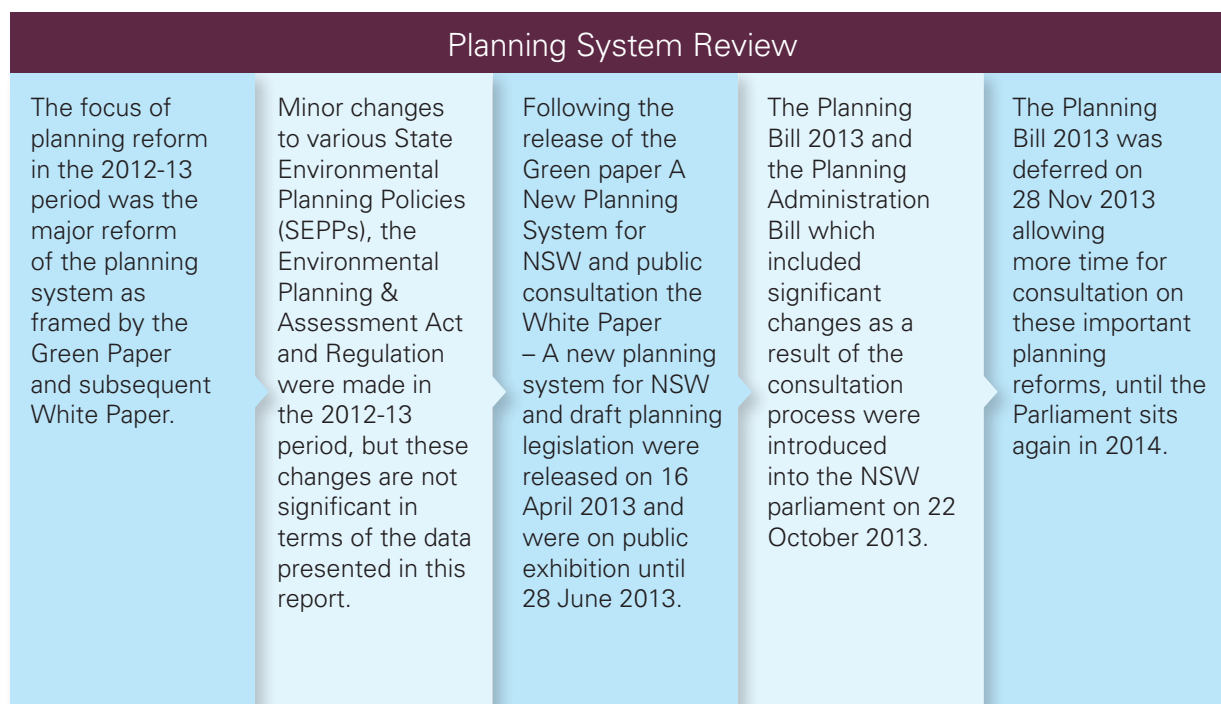 Planning System Review
The focus of
planning reform
in the 2012-13
period was the
major reform
of the planning
system as
framed by the
Green Paper
and subsequent
White Paper.
Minor changes
to various State
Environmental
Planning Policies
(SEPPs), the
Environmental
Planning &
Assessment Act
and Regulation
were made in
the 2012-13
period, but these
changes are not
significant in
terms of the data
presented in this
report.
Following the
release of the
Green paper A
New Planning
System for
NSW and public
consultation the
White Paper
– A new planning
system for NSW
and draft planning
legislation were
released on 16
April 2013 and
were on public
exhibition until
28 June 2013.
The Planning
Bill 2013 and
the Planning
Administration
Bill which
included
significant
changes as a
result of the
consultation
process were
introduced
into the NSW
parliament on 22
October 2013.
The Planning
Bill 2013 was
deferred on
28 Nov 2013
allowing
more time for
consultation on
these important
planning
reforms, until the
Parliament sits
again in 2014.